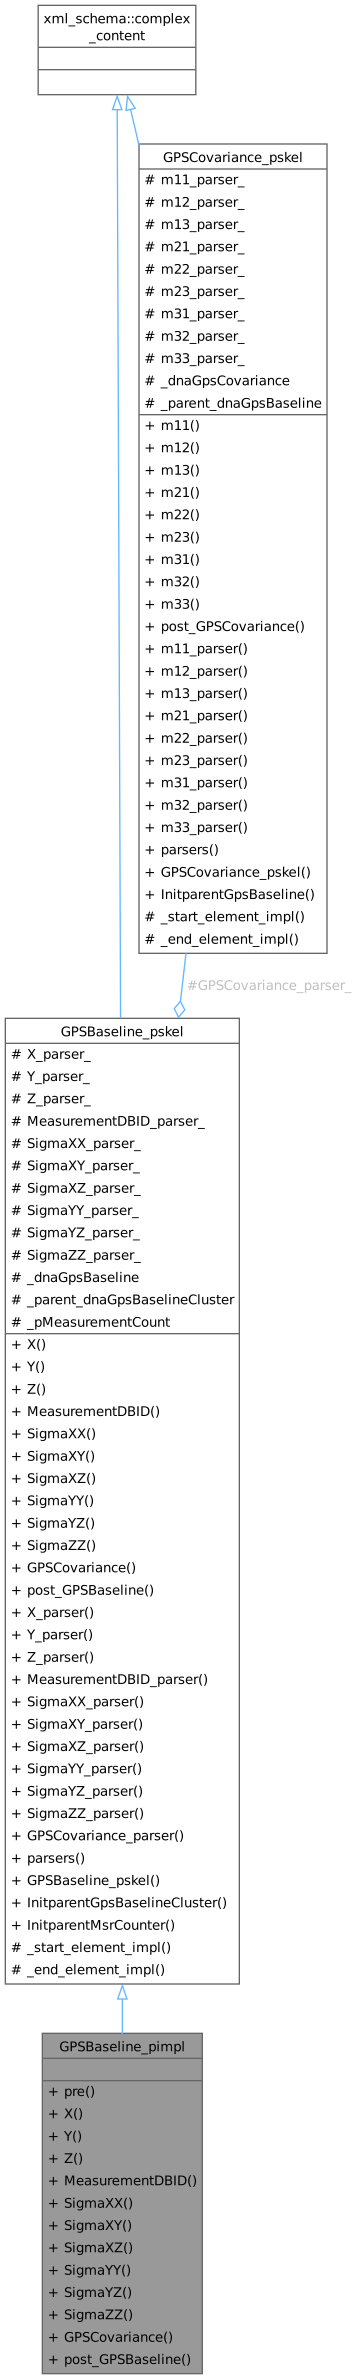 xml_schema::complex
_content
GPSCovariance_pskel
# m11_parser_
# m12_parser_
# m13_parser_
# m21_parser_
# m22_parser_
# m23_parser_
# m31_parser_
# m32_parser_
# m33_parser_
# _dnaGpsCovariance
# _parent_dnaGpsBaseline
+ m11()
+ m12()
+ m13()
+ m21()
+ m22()
+ m23()
+ m31()
+ m32()
+ m33()
+ post_GPSCovariance()
+ m11_parser()
+ m12_parser()
+ m13_parser()
+ m21_parser()
+ m22_parser()
+ m23_parser()
+ m31_parser()
+ m32_parser()
+ m33_parser()
+ parsers()
+ GPSCovariance_pskel()
+ InitparentGpsBaseline()
# _start_element_impl()
# _end_element_impl()
#GPSCovariance_parser_
GPSBaseline_pskel
# X_parser_
# Y_parser_
# Z_parser_
# MeasurementDBID_parser_
# SigmaXX_parser_
# SigmaXY_parser_
# SigmaXZ_parser_
# SigmaYY_parser_
# SigmaYZ_parser_
# SigmaZZ_parser_
# _dnaGpsBaseline
# _parent_dnaGpsBaselineCluster
# _pMeasurementCount
+ X()
+ Y()
+ Z()
+ MeasurementDBID()
+ SigmaXX()
+ SigmaXY()
+ SigmaXZ()
+ SigmaYY()
+ SigmaYZ()
+ SigmaZZ()
+ GPSCovariance()
+ post_GPSBaseline()
+ X_parser()
+ Y_parser()
+ Z_parser()
+ MeasurementDBID_parser()
+ SigmaXX_parser()
+ SigmaXY_parser()
+ SigmaXZ_parser()
+ SigmaYY_parser()
+ SigmaYZ_parser()
+ SigmaZZ_parser()
+ GPSCovariance_parser()
+ parsers()
+ GPSBaseline_pskel()
+ InitparentGpsBaselineCluster()
+ InitparentMsrCounter()
# _start_element_impl()
# _end_element_impl()
GPSBaseline_pimpl
+ pre()
+ X()
+ Y()
+ Z()
+ MeasurementDBID()
+ SigmaXX()
+ SigmaXY()
+ SigmaXZ()
+ SigmaYY()
+ SigmaYZ()
+ SigmaZZ()
+ GPSCovariance()
+ post_GPSBaseline()